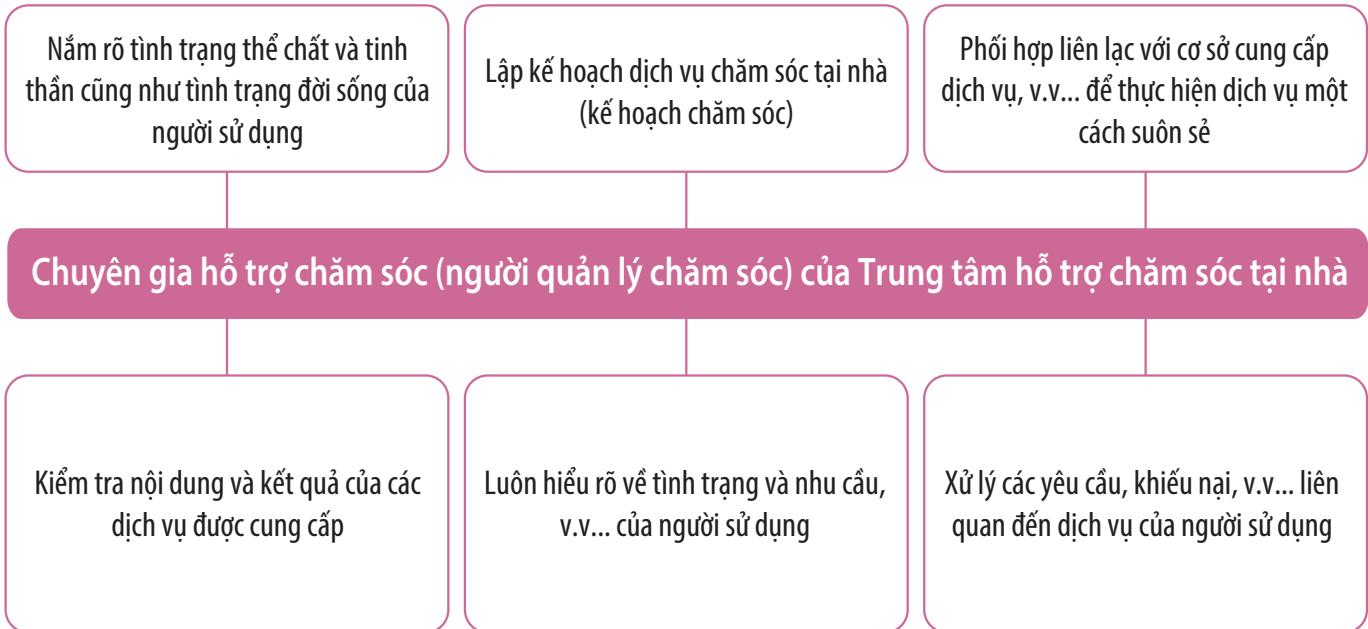 Nắm rõ tình trạng thể chất và tinh
thần cũng như tình trạng đời sống của
người sử dụng
Lập kế hoạch dịch vụ chăm sóc tại nhà
(kế hoạch chăm sóc)
Phối hợp liên lạc với cơ sở cung cấp
dịch vụ, v.v... để thực hiện dịch vụ một
cách suôn sẻ
Chuyên gia hỗ trợ chăm sóc (người quản lý chăm sóc) của Trung tâm hỗ trợ chăm sóc tại nhà
Kiểm tra nội dung và kết quả của các
dịch vụ được cung cấp
Luôn hiểu rõ về tình trạng và nhu cầu,
v.v... của người sử dụng
Xử lý các yêu cầu, khiếu nại, v.v... liên
quan đến dịch vụ của người sử dụng